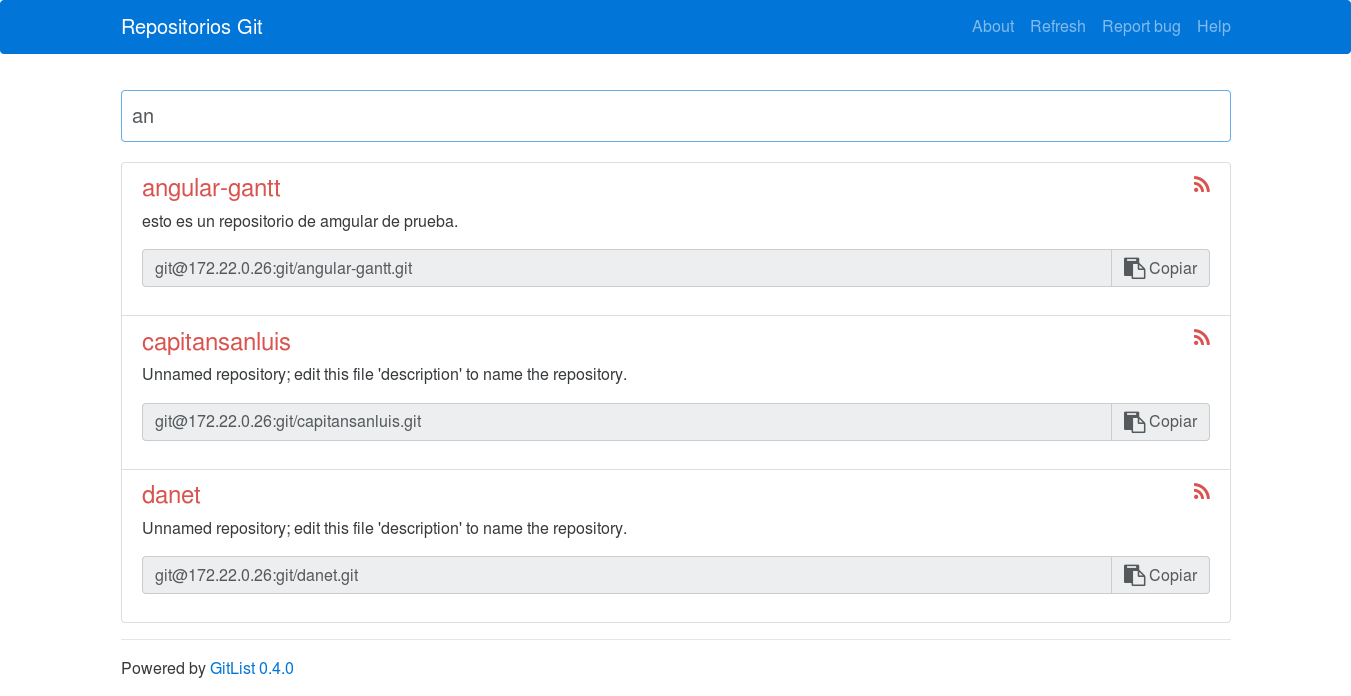 Repositorios Git About Refresh Report bug Help
an
angular-gantt
esto es un repositorio de amgular de prueba.
git@172.22.0.26:git/angular-gantt.git Copiar
capitansanluis
Unnamed repository; edit this file 'description' to name the repository.
git@172.22.0.26:git/capitansanluis.git Copiar
danet
Unnamed repository; edit this file 'description' to name the repository.
git@172.22.0.26:git/danet.git Copiar
Powered by GitList 0.4.0